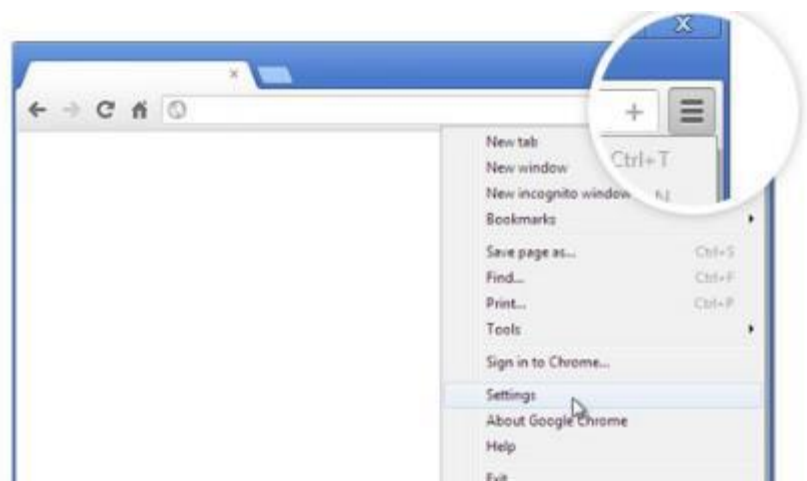 New tab
Ctrl+T
New window
New incognito window
Bookmarks
Save page as... Ctrl+S
Find... Ctrl+F
Print... Ctrl+P
Tools
Sign in to Chrome...
Settings
About Google Chrome
Help
Exit